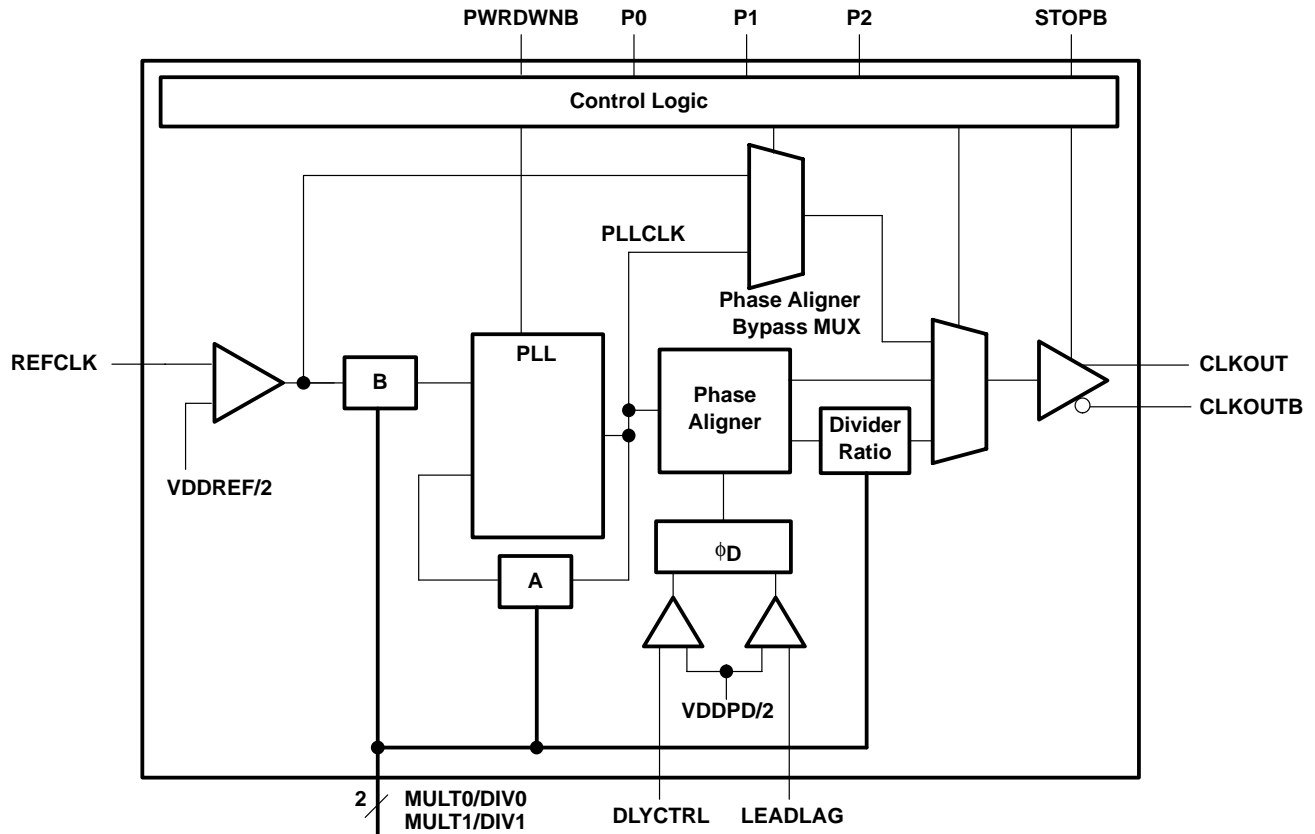 PWRDWNB P0 P1 P2 STOPB
Control Logic
PLLCLK
Phase Aligner
Bypass MUX
REFCLK
PLL
B
Phase
Aligner
Divider
Ratio
CLKOUT
CLKOUTB
VDDREF/2
ϕD
A
VDDPD/2
2
MULT0/DIV0
MULT1/DIV1
DLYCTRL LEADLAG